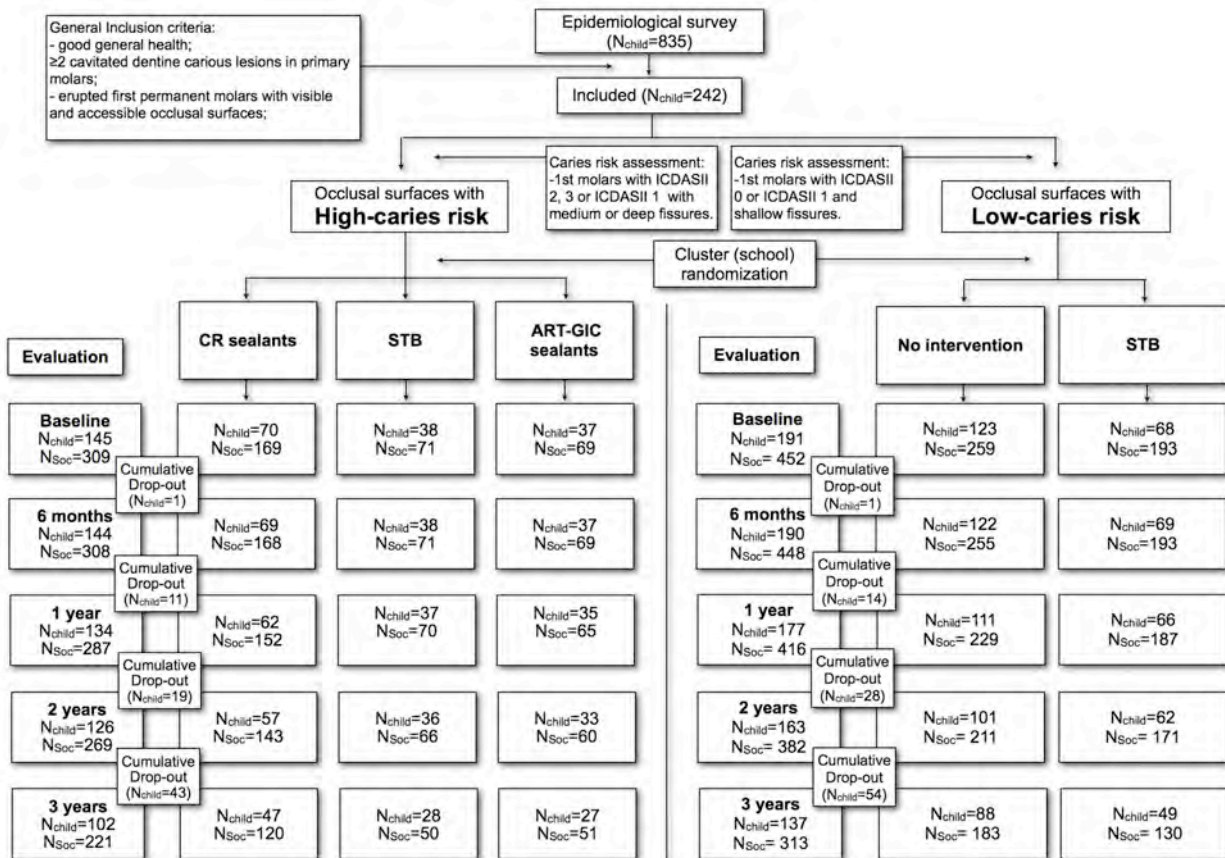 General Inclusion criteria:
- good general health;
≥2 cavitated dentine carious lesions in primary
molars;
- erupted first permanent molars with visible
and accessible occlusal surfaces;
Epidemiological survey
(Nchild=835)
Included (Nchild=242)
Caries risk assessment:
-1st molars with ICDASII
2, 3 or ICDASII 1 with
medium or deep fissures.
Caries risk assessment:
-1st molars with ICDASII
0 or ICDASII 1 and
shallow fissures.
Occlusal surfaces with
High-caries risk
Occlusal surfaces with
Low-caries risk
Cluster (school)
randomization
Evaluation
CR sealants
STB
ART-GIC
sealants
Evaluation
No intervention
STB
Baseline
Nchild=145
NSoc=309
Nchild=70
NSoc=169
Nchild=38
NSoc=71
Nchild=37
NSoc=69
Baseline
Nchild=191
NSoc= 452
Nchild=123
NSoc=259
Nchild=68
NSoc=193
Cumulative
Drop-out
(Nchild=1)
Cumulative
Drop-out
(Nchild=1)
6 months
Nchild=144
NSoc=308
Nchild=69
NSoc=168
Nchild=38
NSoc=71
Nchild=37
NSoc=69
6 months
Nchild=190
NSoc=448
Nchild=122
NSoc=255
Nchild=69
NSoc=193
Cumulative
Drop-out
(Nchild=11)
Cumulative
Drop-out
(Nchild=14)
1 year
Nchild=134
NSoc=287
Nchild=62
NSoc=152
Nchild=37
NSoc=70
Nchild=35
NSoc=65
1 year
Nchild=177
NSoc=416
Nchild=111
NSoc=229
Nchild=66
NSoc=187
Cumulative
Drop-out
(Nchild=19)
Cumulative
Drop-out
(Nchild=28)
2 years
Nchild=126
NSoc=269
Nchild=57
NSoc=143
Nchild=36
NSoc=66
Nchild=33
NSoc=60
2 years
Nchild=163
NSoc= 382
Nchild=101
NSoc= 211
Nchild=62
NSoc= 171
Cumulative
Drop-out
(Nchild=43)
Cumulative
Drop-out
(Nchild=54)
3 years
Nchild=102
NSoc=221
Nchild=47
NSoc=120
Nchild=28
NSoc=50
Nchild=27
NSoc=51
3 years
Nchild=137
NSoc= 313
Nchild=88
NSoc= 183
Nchild=49
NSoc= 130